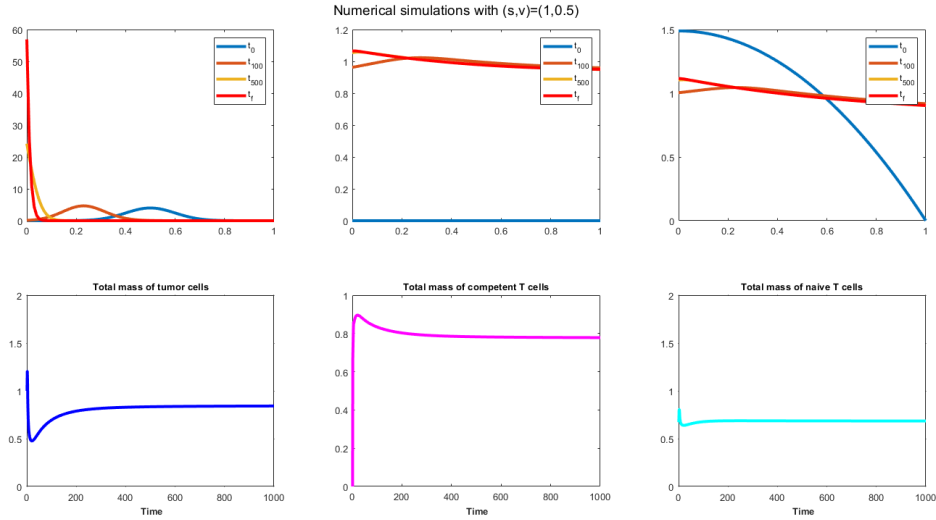 Numerical simulations with (s,v)=(1,0.5)
60
50
40
30
20
10
0
0 0.2 0.4 0.6 0.8 1
t0
t100
t500
tf
1.2
1
0.8
0.6
0.4
0.2
0
0 0.2 0.4 0.6 0.8 1
t0
t100
t500
tf
1.5
1
0.5
0
0 0.2 0.4 0.6 0.8 1
t0
t100
t500
tf
Total mass of tumor cells
2
1.5
1
0.5
0
0 200 400 600 800 1000
Time
Total mass of competent T cells
1
0.8
0.6
0.4
0.2
0
0 200 400 600 800 1000
Time
Total mass of naive T cells
2
1.5
1
0.5
0
0 200 400 600 800 1000
Time